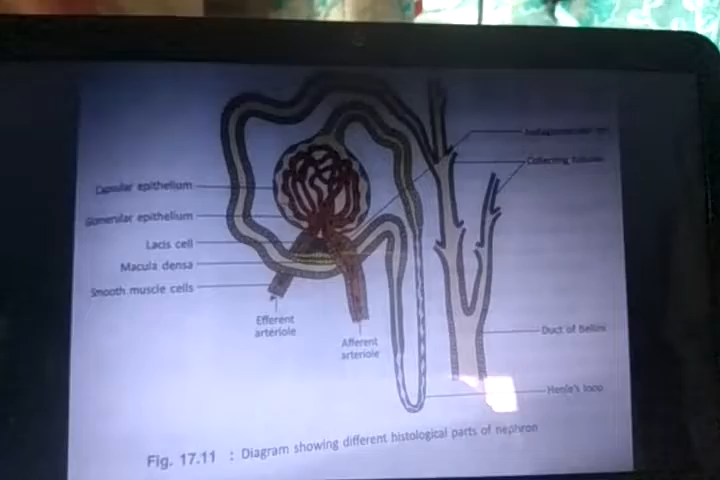 Collecting tubules
Capsular epithelium
Glomerular epithelium
Lacis cell
Macula densa
Smooth muscle cells
Efferent
arteriole
Afferent
arteriole
Duct of Bellini
Henle's loop
Fig. 17.11 : Diagram showing different histological parts of nephron